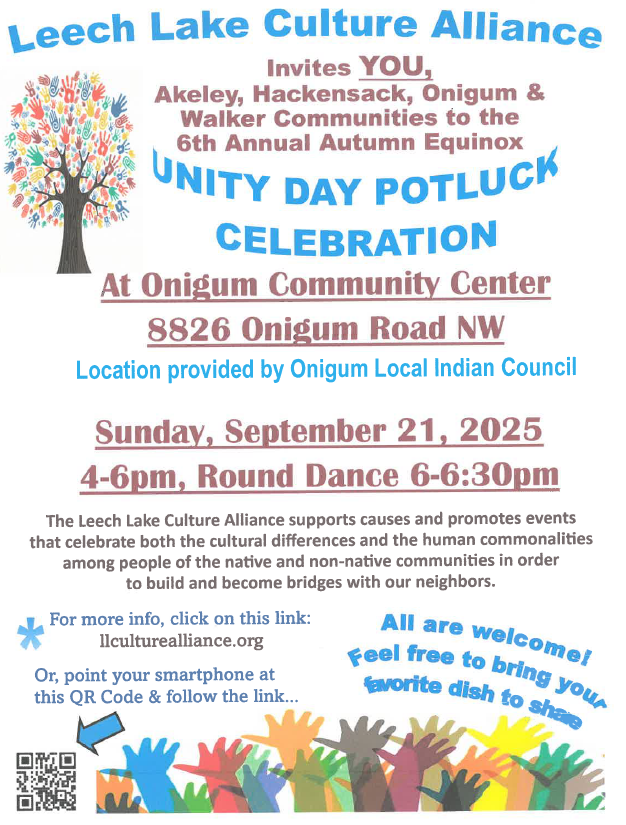 Leech Lake Culture Alliance
Invites YOU,
Akeley, Hackensack, Onigum &
Walker Communities to the
6th Annual Autumn Equinox
UNITY DAY POTLUCK
CELEBRATION
At Onigum Community Center
8826 Onigum Road NW
Location provided by Onigum Local Indian Council
Sunday, September 21, 2025
4-6pm, Round Dance 6-6:30pm
The Leech Lake Culture Alliance supports causes and promotes events
that celebrate both the cultural differences and the human commonalities
among people of the native and non-native communities in order
to build and become bridges with our neighbors.
* For more info, click on this link:
llculturealliance.org
Or, point your smartphone at
this QR Code & follow the link...
All are welcome!
Feel free to bring your
favorite dish to share